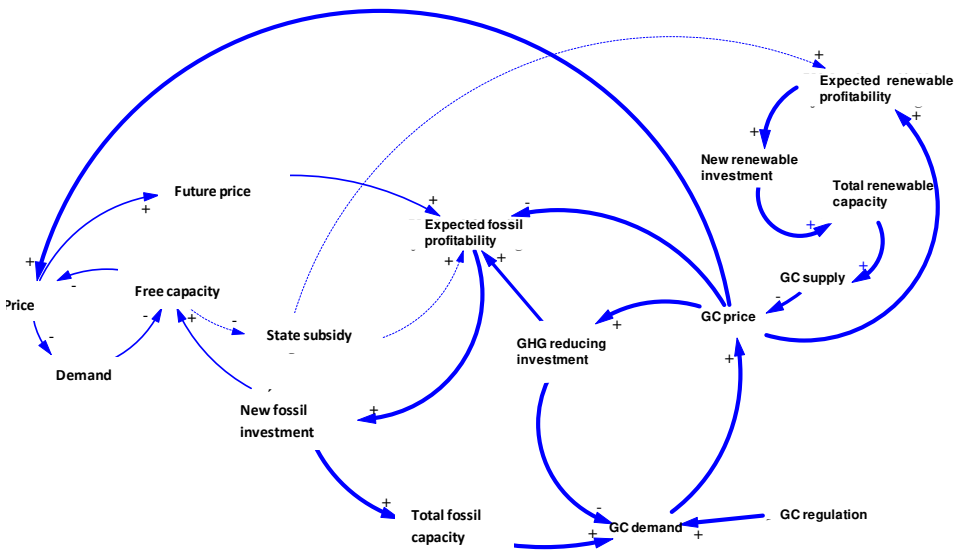 Expected renewable
profitability
New renewable
investment
Total renewable
capacity
Future price
Expected fossil
profitability
GC supply
Free capacity
Price
State subsidy
GC price
GHG reducing
investment
Demand
New fossil
investment
Total fossil
capacity
GC demand
GC regulation